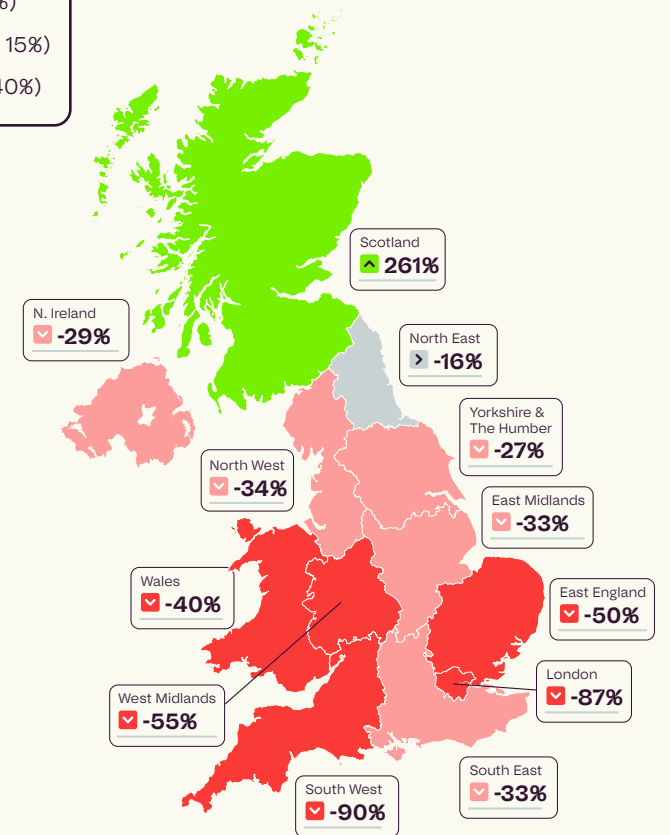 %)
15%)
40%)
Scotland
261%
N. Ireland
-29%
North East
-16%
Yorkshire &
The Humber
-27%
North West
-34%
East Midlands
-33%
Wales
-40%
East England
-50%
London
-87%
West Midlands
-55%
South East
-33%
South West
-90%